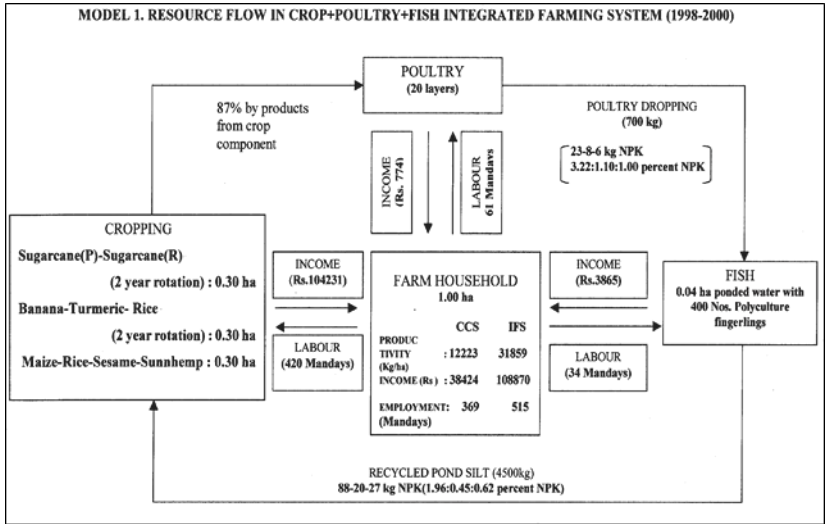 MODEL 1. RESOURCE FLOW IN CROP+POULTRY+FISH INTEGRATED FARMING SYSTEM (1998-2000)
POULTRY
(20 layers)
87% by products
from crop
component
POULTRY DROPPING
(700 kg)
23-8-6 kg NPK
3.22:1.10:1.00 percent NPK
INCOME
(Rs. 774)
LABOUR
61 Mandays
CROPPING
Sugarcane(P)-Sugarcane(R)
(2 year rotation) : 0.30 ha
Banana-Turmeric- Rice
(2 year rotation) : 0.30 ha
Maize-Rice-Sesame-Sunnhemp : 0.30 ha
INCOME
(Rs.104231)
LABOUR
(420 Mandays)
FARM HOUSEHOLD
1.00 ha
CCS IFS
PRODUC
TIVITY : 12223 31859
(Kg/ha)
INCOME (Rs) : 38424 108870
EMPLOYMENT: 369 515
(Mandays)
INCOME
(Rs.3865)
LABOUR
(34 Mandays)
FISH
0.04 ha ponded water with
400 Nos. Polyculture
fingerlings
RECYCLED POND SILT (4500kg)
88-20-27 kg NPK(1.96:0.45:0.62 percent NPK)